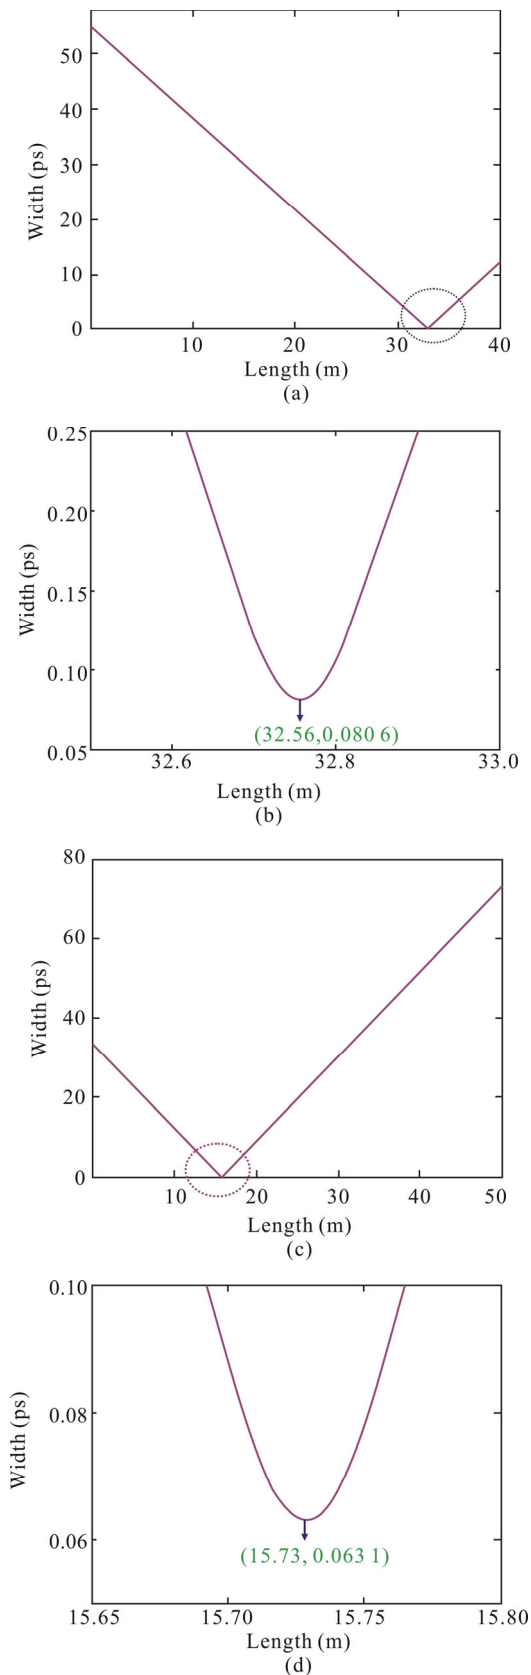 50
40
30
20
10
0
Width (ps)
10 20 30 40
Length (m)
(a)
0.25
0.20
0.15
0.10
0.05
Width (ps)
(32.56,0.080 6)
32.6 32.8 33.0
Length (m)
(b)
80
60
40
20
0
Width (ps)
10 20 30 40 50
Length (m)
(c)
0.10
0.08
0.06
Width (ps)
(15.73, 0.063 1)
15.65 15.70 15.75 15.80
Length (m)
(d)